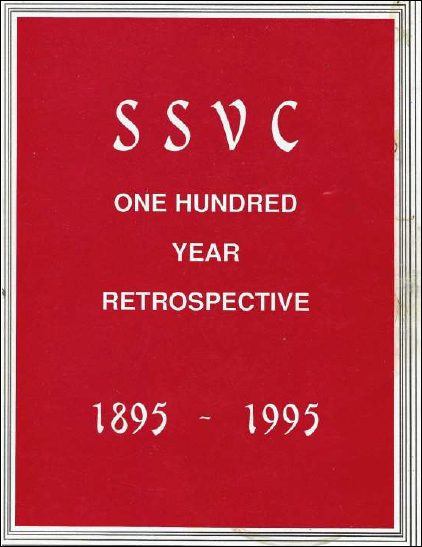 SSVC
ONE HUNDRED
YEAR
RETROSPECTIVE
1895 - 1995